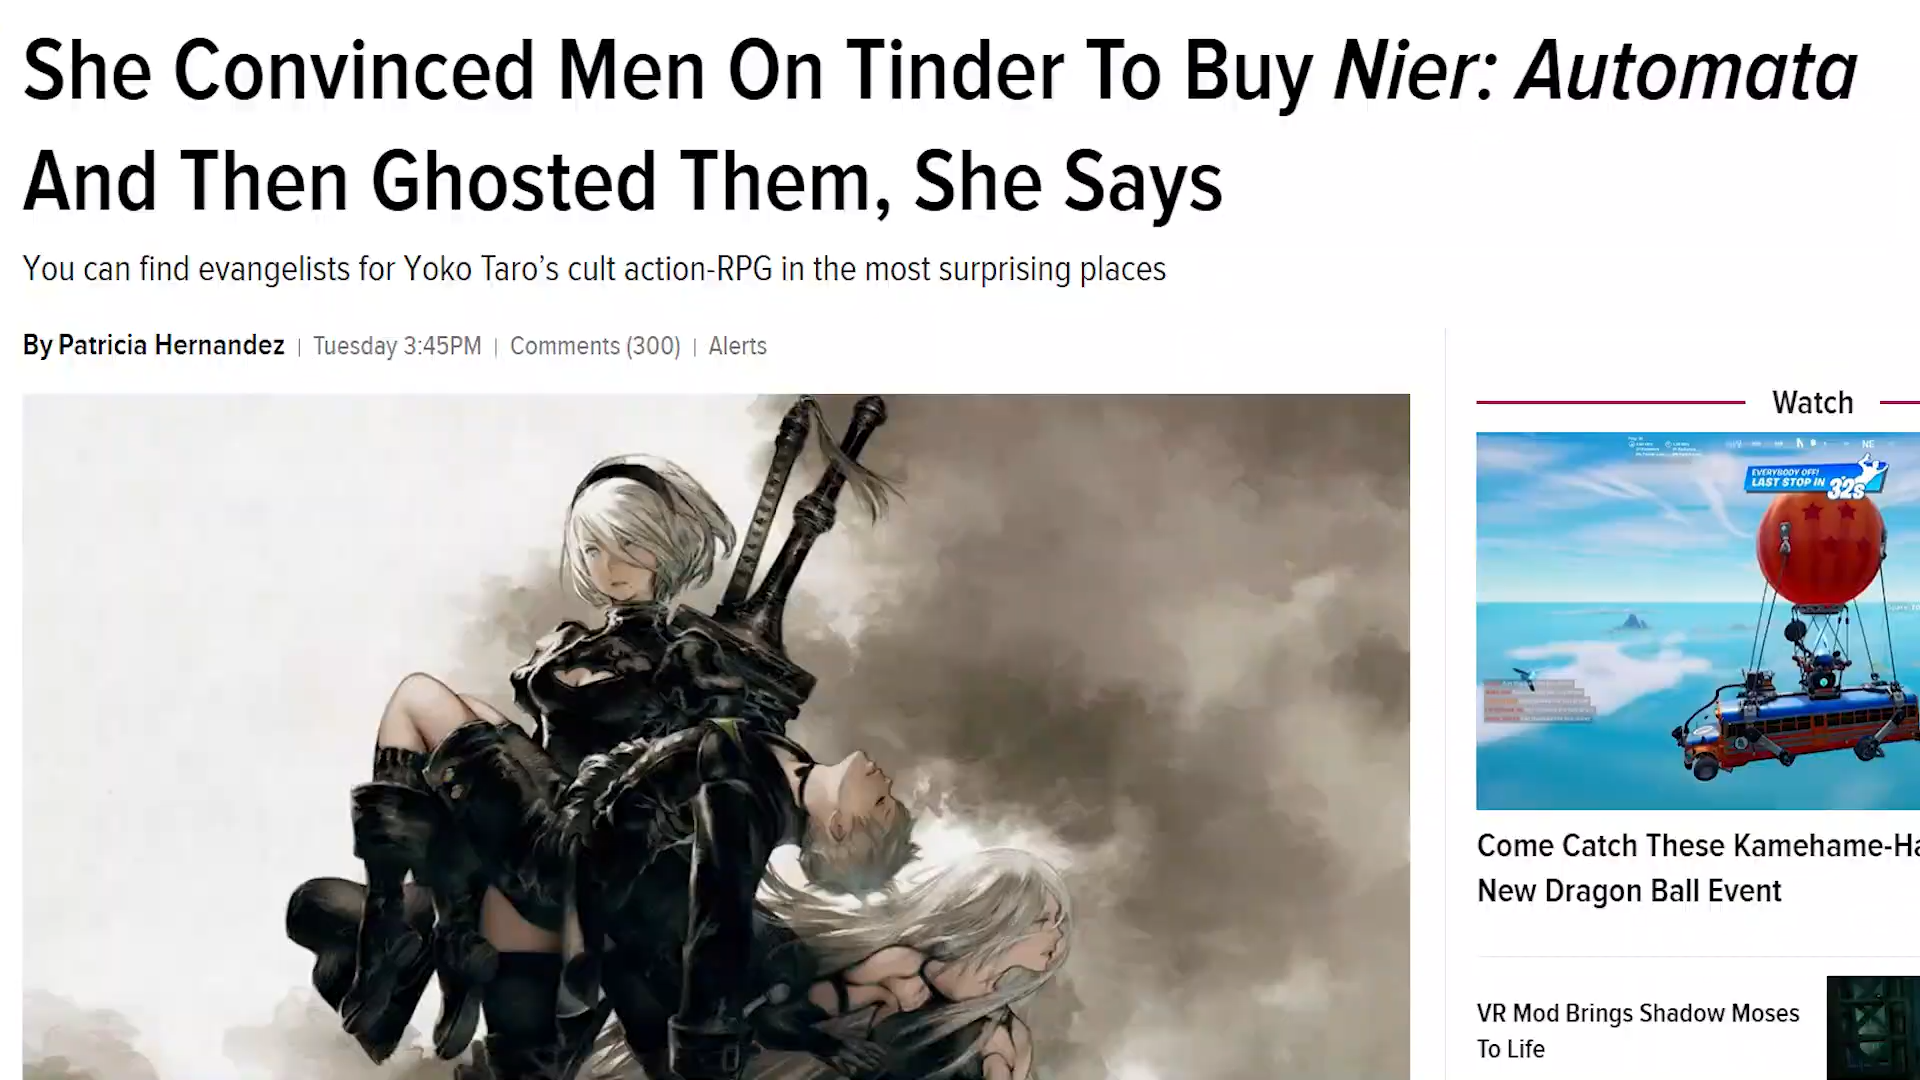 She Convinced Men On Tinder To Buy Nier: Automata
And Then Ghosted Them, She Says
You can find evangelists for Yoko Taro’s cult action-RPG in the most surprising places
By Patricia Hernandez | Tuesday 3:45PM | Comments (300) | Alerts
Watch
N
NE
EVERYBODY OFF!
LAST STOP IN 32s
Come Catch These Kamehame-Ha
New Dragon Ball Event
VR Mod Brings Shadow Moses
To Life